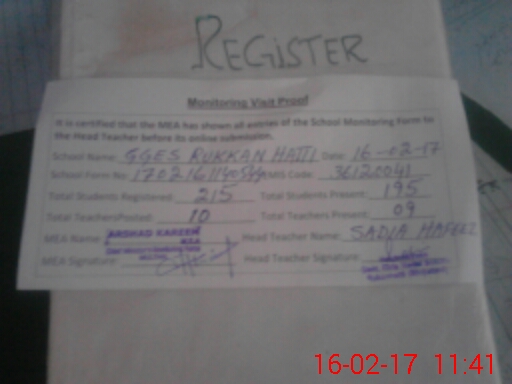 REGISTER
Monitoring Visit Proof
It is certified that the MEA has shown all entries of the School Monitoring Form to
the Head Teacher before its online submission.
School Name: GGES RUKKAN HATTI Date: 16-02-17
School Form No: EMIS Code: 36120041
Total Students Registered: 215 Total Students Present: 195
Total Teachers Posted: 10 Total Teachers Present: 09
MEA Name: AARSHAD KAREEM Head Teacher Name: SADIA HAFEEZ
MEA Signature: Head Teacher Signature:
16-02-17 11:41